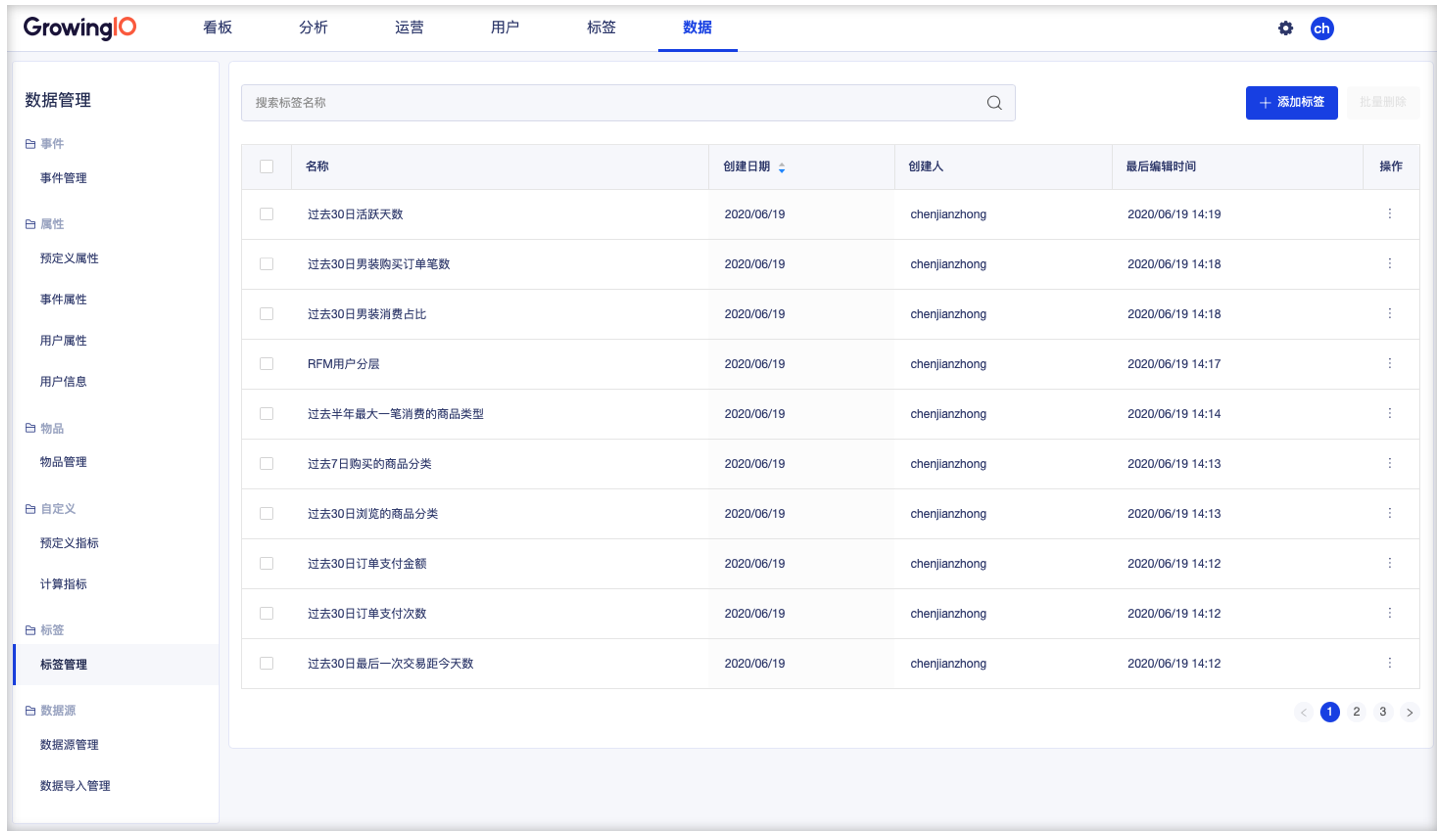 GrowingIO 看板 分析 运营 用户 标签 数据 ch
数据管理
事件
事件管理
属性
预定义属性
事件属性
用户属性
用户信息
物品
物品管理
自定义
预定义指标
计算指标
标签
标签管理
数据源
数据源管理
数据导入管理
搜索标签名称 添加标签 批量删除
名称 创建日期 创建人 最后编辑时间 操作
过去30日活跃天数 2020/06/19 chenjianzhong 2020/06/19 14:19
过去30日男装购买订单笔数 2020/06/19 chenjianzhong 2020/06/19 14:18
过去30日男装消费占比 2020/06/19 chenjianzhong 2020/06/19 14:18
RFM用户分层 2020/06/19 chenjianzhong 2020/06/19 14:17
过去半年最大一笔消费的商品类型 2020/06/19 chenjianzhong 2020/06/19 14:14
过去7日购买的商品分类 2020/06/19 chenjianzhong 2020/06/19 14:13
过去30日浏览的商品分类 2020/06/19 chenjianzhong 2020/06/19 14:13
过去30日订单支付金额 2020/06/19 chenjianzhong 2020/06/19 14:12
过去30日订单支付次数 2020/06/19 chenjianzhong 2020/06/19 14:12
过去30日最后一次交易距今天数 2020/06/19 chenjianzhong 2020/06/19 14:12
< 1 2 3 >